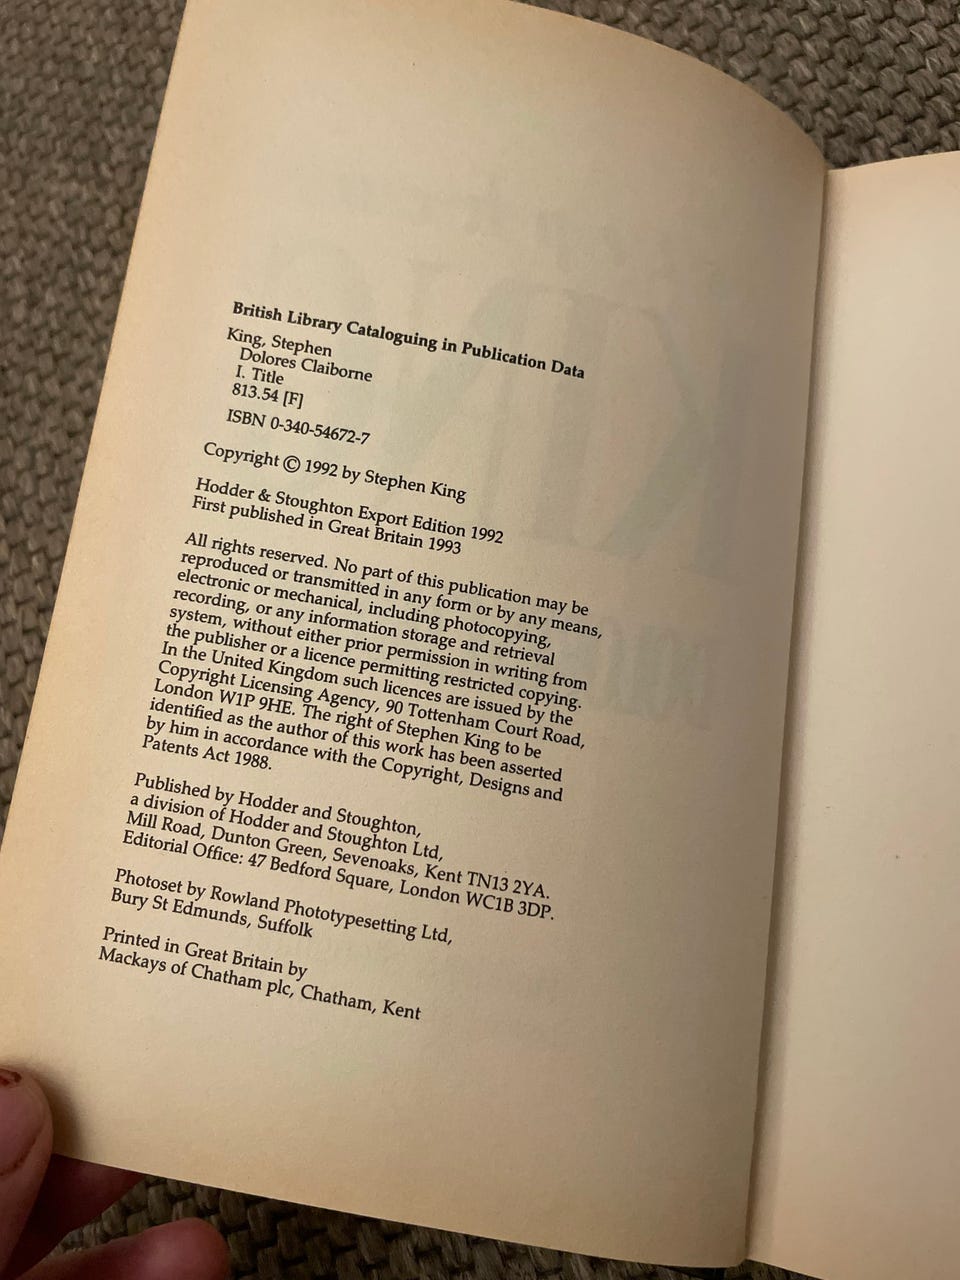 British Library Cataloguing in Publication Data
King, Stephen
Dolores Claiborne
I. Title
813.54 [F]
ISBN 0-340-54672-7
Copyright © 1992 by Stephen King
Hodder & Stoughton Export Edition 1992
First published in Great Britain 1993
All rights reserved. No part of this publication may be
reproduced or transmitted in any form or by any means,
electronic or mechanical, including photocopying,
recording, or any information storage and retrieval
system, without either prior permission in writing from
the publisher or a licence permitting restricted copying.
In the United Kingdom such licences are issued by the
Copyright Licensing Agency, 90 Tottenham Court Road,
London W1P 9HE. The right of Stephen King to be
identified as the author of this work has been asserted
by him in accordance with the Copyright, Designs and
Patents Act 1988.
Published by Hodder and Stoughton,
a division of Hodder and Stoughton Ltd,
Mill Road, Dunton Green, Sevenoaks, Kent TN13 2YA.
Editorial Office: 47 Bedford Square, London WC1B 3DP.
Photoset by Rowland Phototypesetting Ltd,
Bury St Edmunds, Suffolk
Printed in Great Britain by
Mackays of Chatham plc, Chatham, Kent